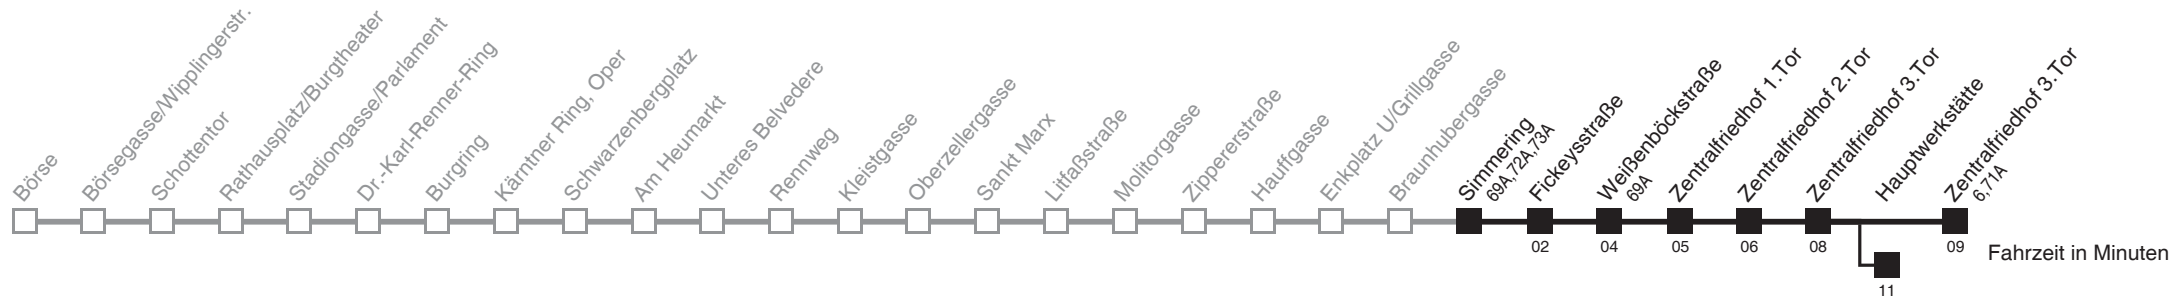 Börse
Börsegasse/Wipplingerstr.
Schottentor
Rathausplatz/Burgtheater
Stadiongasse/Parlament
Dr.-Karl-Renner-Ring
Burgring
Kärntner Ring, Oper
Schwarzenbergplatz
Am Heumarkt
Unteres Belvedere
Rennweg
Kleistgasse
Oberzellergasse
Sankt Marx
Litfaßstraße
Molitorgasse
Zippererstraße
Hauffgasse
Enkplatz U/Grillgasse
Braunhubergasse
Simmering
69A,72A,73A
Fickeysstraße
Weißenböckstraße
69A
Zentralfriedhof 1.Tor
Zentralfriedhof 2.Tor
Zentralfriedhof 3.Tor
Hauptwerkstätte
Zentralfriedhof 3.Tor
6,71A
02
04
05
06
08
09
Fahrzeit in Minuten
11